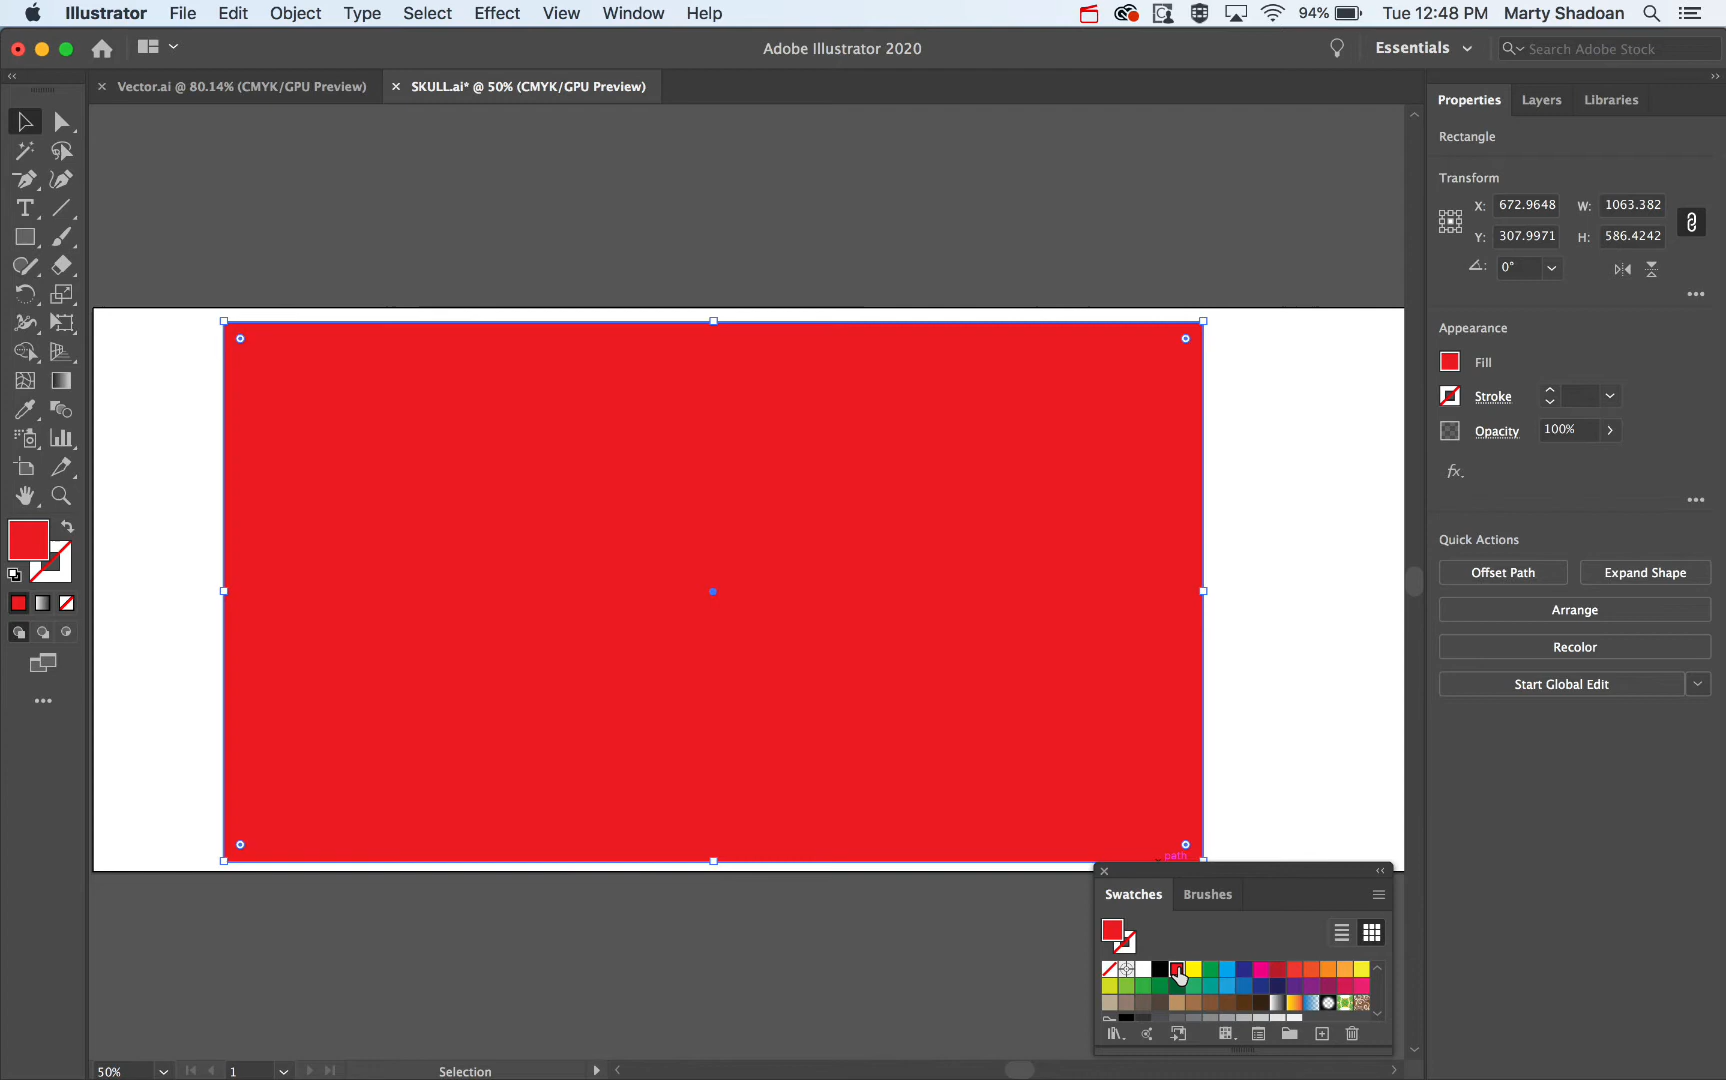 Illustrator File Edit Object Type Select Effect View Window Help 94% Tue 12:48 PM Marty Shadoan
Adobe Illustrator 2020 Essentials Search Adobe Stock
Vector.ai @ 80.14% (CMYK/GPU Preview) SKULL.ai* @ 50% (CMYK/GPU Preview)
Properties Layers Libraries
Rectangle
Transform
X: 672.9648 W: 1063.382
Y: 307.9971 H: 586.4242
0°
Appearance
Fill
Stroke
Opacity 100%
fx.
Quick Actions
Offset Path Expand Shape
Arrange
Recolor
Start Global Edit
path
Swatches Brushes
50% 1 Selection